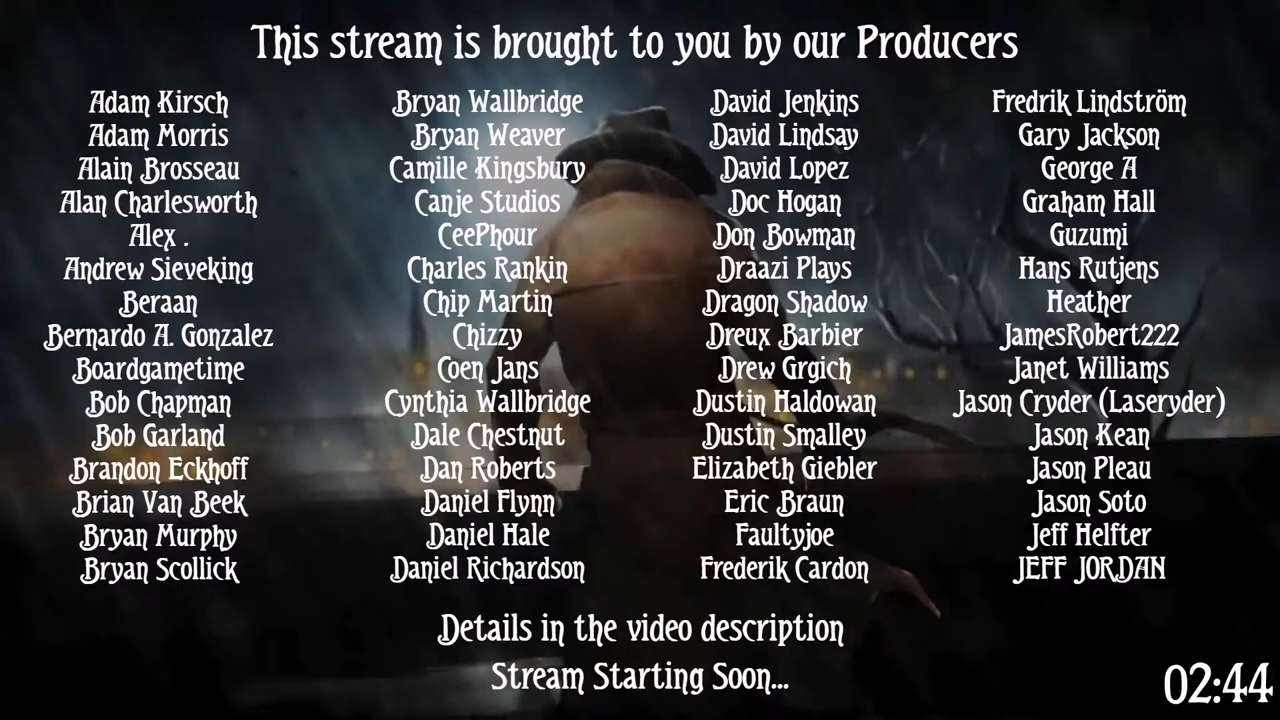 This stream is brought to you by our Producers
Adam Kirsch
Adam Morris
Alain Brosseau
Alan Charlesworth
Alex .
Andrew Sieveking
Beraan
Bernardo A. Gonzalez
Boardgametime
Bob Chapman
Bob Garland
Brandon Eckhoff
Brian Van Beek
Bryan Murphy
Bryan Scollick
Bryan Wallbridge
Bryan Weaver
Camille Kingsbury
Canje Studios
CeePhour
Charles Rankin
Chip Martin
Chizzy
Coen Jans
Cynthia Wallbridge
Dale Chestnut
Dan Roberts
Daniel Flynn
Daniel Hale
Daniel Richardson
David Jenkins
David Lindsay
David Lopez
Doc Hogan
Don Bowman
Draazi Plays
Dragon Shadow
Dreux Barbier
Drew Grgich
Dustin Haldowan
Dustin Smalley
Elizabeth Giebler
Eric Braun
Faultyjoe
Frederik Cardon
Fredrik Lindström
Gary Jackson
George A
Graham Hall
Guzumi
Hans Rutjens
Heather
JamesRobert222
Janet Williams
Jason Cryder (Laseryder)
Jason Kean
Jason Pleau
Jason Soto
Jeff Helfter
JEFF JORDAN
Details in the video description
Stream Starting Soon...
02:44